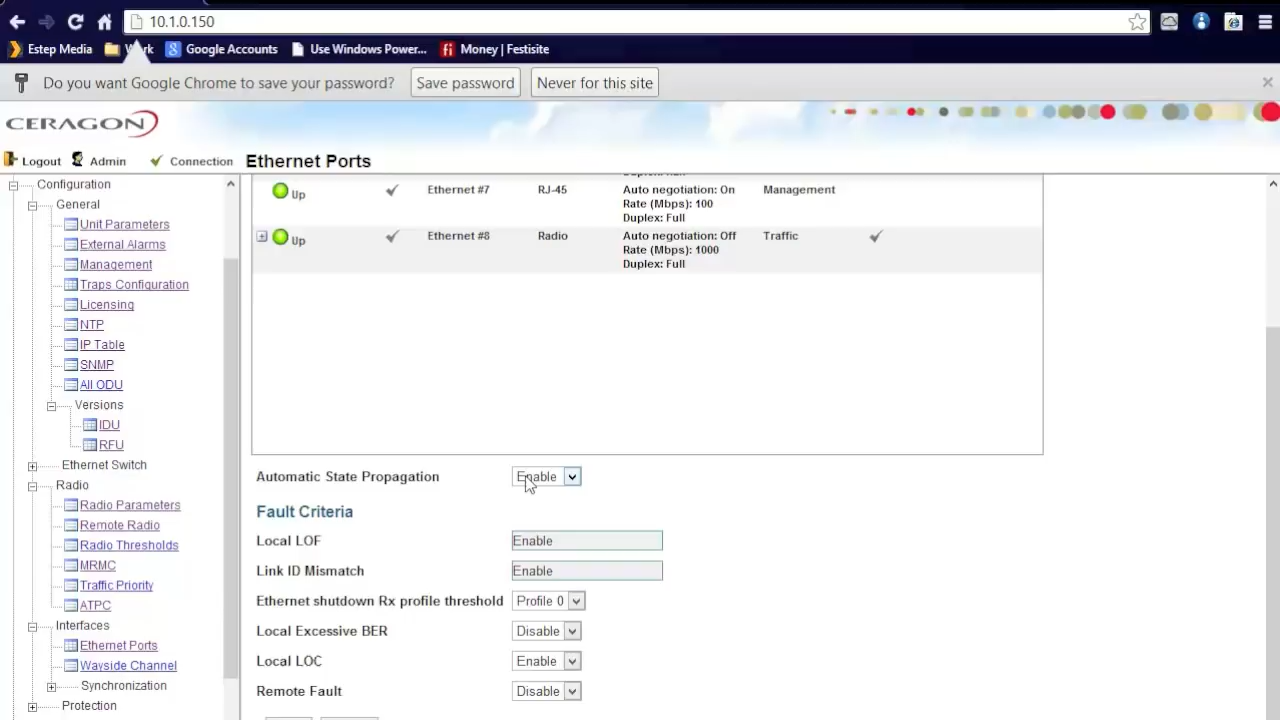 10.1.0.150
Estep Media Work Google Accounts Use Windows Power... Money | Festisite
Do you want Google Chrome to save your password? Save password Never for this site
CERAGON
Logout Admin Connection Ethernet Ports
Configuration
General
Unit Parameters
External Alarms
Management
Traps Configuration
Licensing
NTP
IP Table
SNMP
All ODU
Versions
IDU
RFU
Ethernet Switch
Radio
Radio Parameters
Remote Radio
Radio Thresholds
MRMC
Traffic Priority
ATPC
Interfaces
Ethernet Ports
Wayside Channel
Synchronization
Protection
Up Ethernet #7 RJ-45 Auto negotiation: On Management
Rate (Mbps): 100
Duplex: Full
Up Ethernet #8 Radio Auto negotiation: Off Traffic
Rate (Mbps): 1000
Duplex: Full
Automatic State Propagation Enable
Fault Criteria
Local LOF Enable
Link ID Mismatch Enable
Ethernet shutdown Rx profile threshold Profile 0
Local Excessive BER Disable
Local LOC Enable
Remote Fault Disable